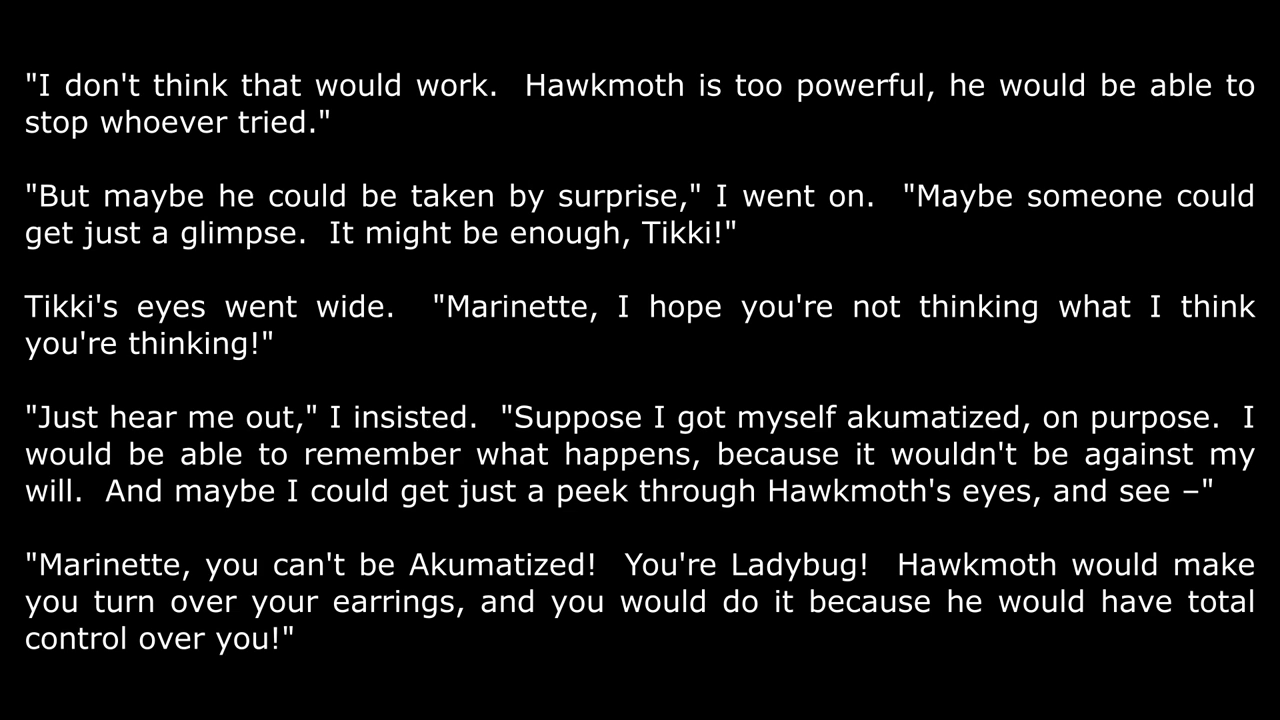 "I don't think that would work.  Hawkmoth is too powerful, he would be able to
stop whoever tried."
"But maybe he could be taken by surprise," I went on.  "Maybe someone could
get just a glimpse.  It might be enough, Tikki!"
Tikki's eyes went wide.  "Marinette, I hope you're not thinking what I think
you're thinking!"
"Just hear me out," I insisted.  "Suppose I got myself akumatized, on purpose.  I
would be able to remember what happens, because it wouldn't be against my
will.  And maybe I could get just a peek through Hawkmoth's eyes, and see –"
"Marinette, you can't be Akumatized!  You're Ladybug!  Hawkmoth would make
you turn over your earrings, and you would do it because he would have total
control over you!"